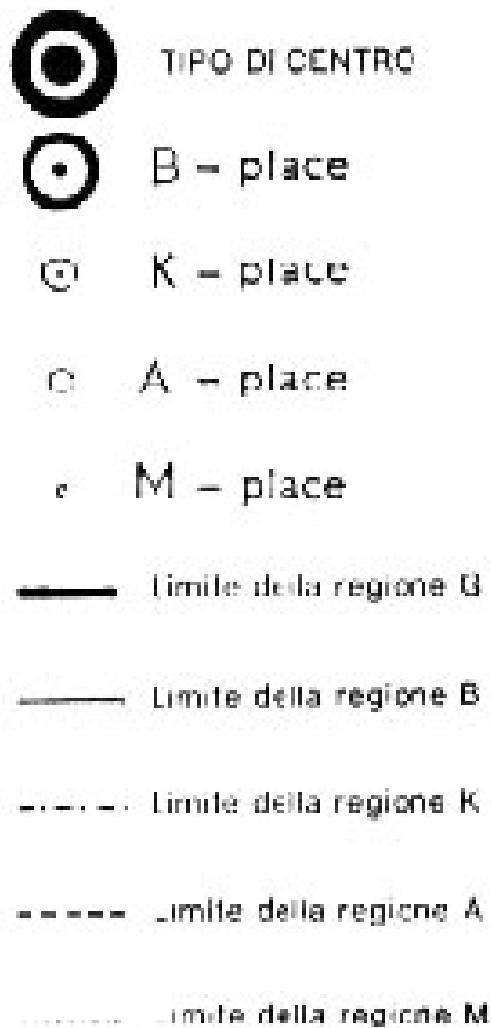 TIPO DI CENTRO
B – place
K – place
A – place
M – place
Limite della regione G
Limite della regione B
Limite della regione K
Limite della regione A
Limite della regione M